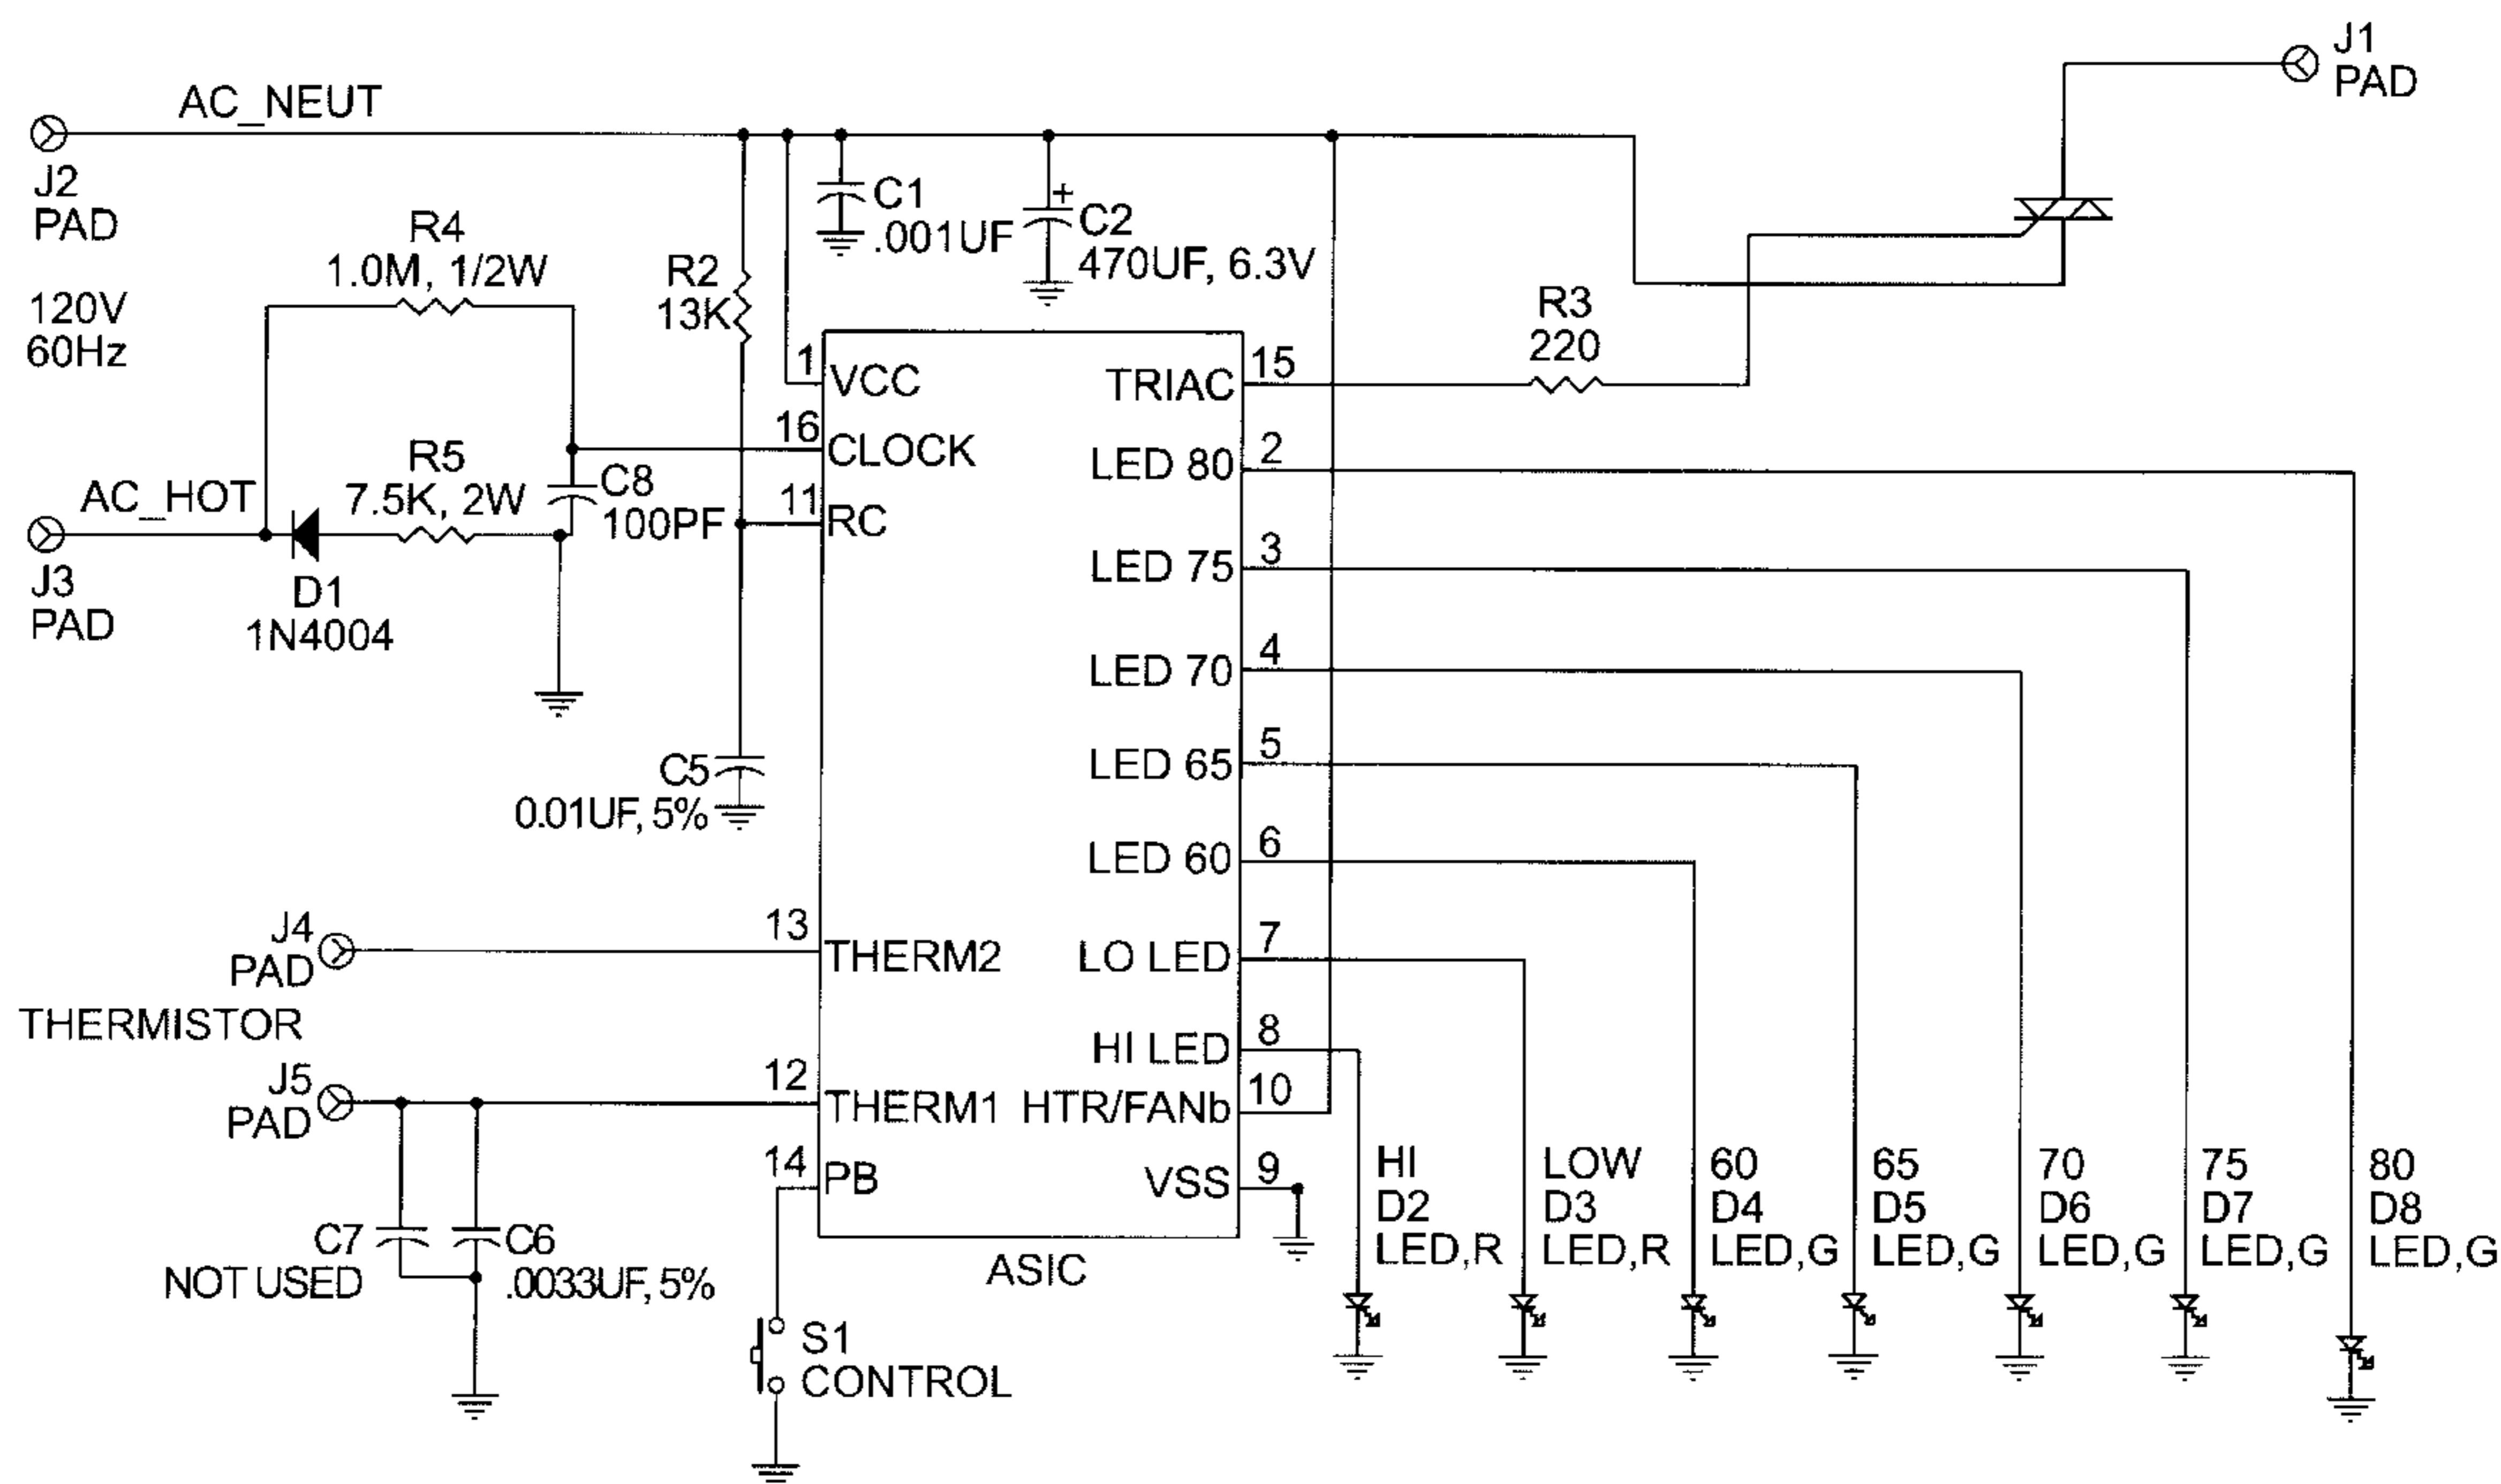 J1
PAD
AC_NEUT
J2
PAD
120V
60Hz
R4
1.0M, 1/2W
C1
.001UF
+
C2
470UF, 6.3V
R2
13K
R3
220
AC_HOT
J3
PAD
D1
1N4004
R5
7.5K, 2W
C8
100PF
C5
0.01UF, 5%
1
VCC
16
CLOCK
11
RC
13
THERM2
12
THERM1
14
PB
TRIAC
15
LED 80
2
LED 75
3
LED 70
4
LED 65
5
LED 60
6
LO LED
7
HI LED
8
HTR/FANb
10
VSS
9
ASIC
J4
PAD
THERMISTOR
J5
PAD
C7
NOT USED
C6
.0033UF, 5%
S1
CONTROL
HI
D2
LED,R
LOW
D3
LED,R
60
D4
LED,G
65
D5
LED,G
70
D6
LED,G
75
D7
LED,G
80
D8
LED,G